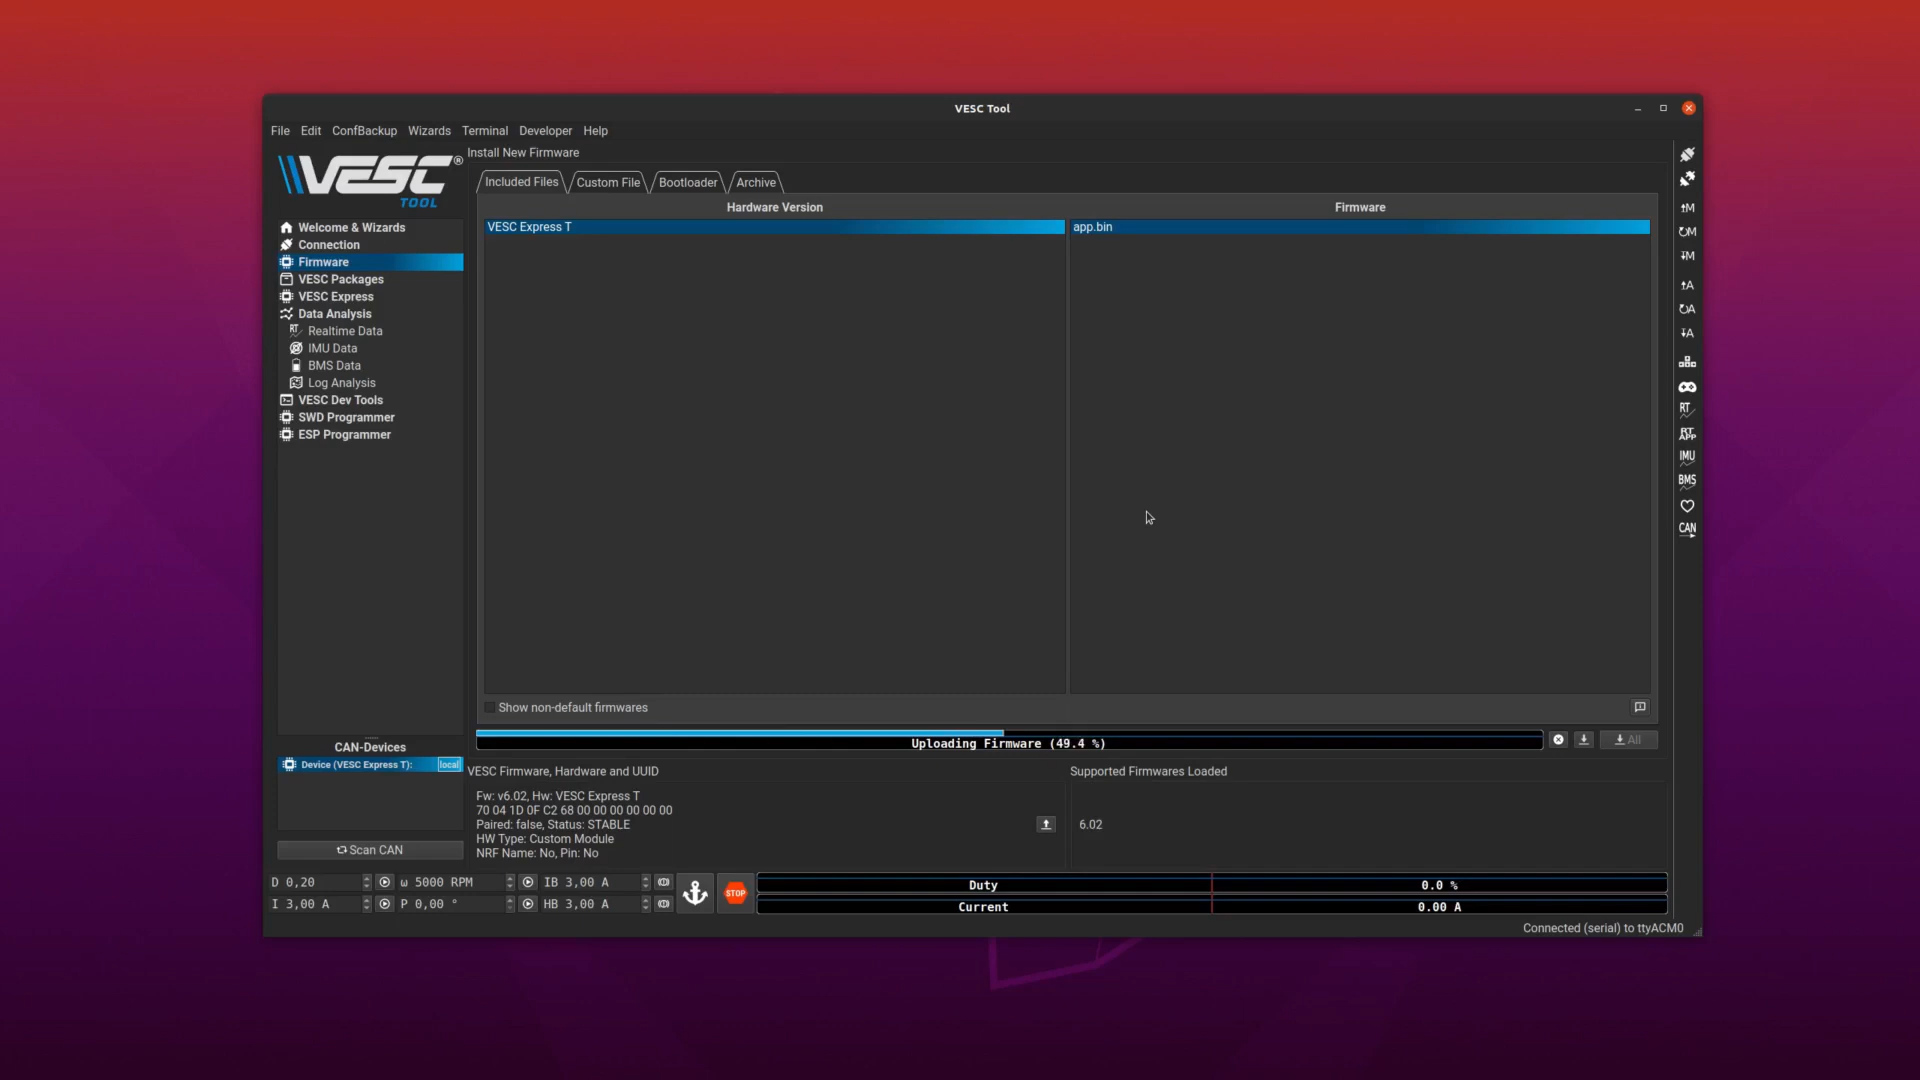 VESC Tool
File Edit ConfBackup Wizards Terminal Developer Help
VESC®
TOOL
Install New Firmware
Included Files Custom File Bootloader Archive
Hardware Version Firmware
VESC Express T app.bin
Welcome & Wizards
Connection
Firmware
VESC Packages
VESC Express
Data Analysis
RT Realtime Data
IMU Data
BMS Data
Log Analysis
VESC Dev Tools
SWD Programmer
ESP Programmer
M
M
M
A
A
A
RT
RT
APP
IMU
BMS
CAN
Show non-default firmwares
Uploading Firmware (49.4 %)
All
CAN-Devices
Device (VESC Express T): local
Scan CAN
VESC Firmware, Hardware and UUID
Fw: v6.02, Hw: VESC Express T
70 04 1D 0F C2 68 00 00 00 00 00 00
Paired: false, Status: STABLE
HW Type: Custom Module
NRF Name: No, Pin: No
Supported Firmwares Loaded
6.02
D 0,20 ω 5000 RPM IB 3,00 A
I 3,00 A P 0,00 ° HB 3,00 A
STOP
Duty 0.0 %
Current 0.00 A
Connected (serial) to ttyACM0